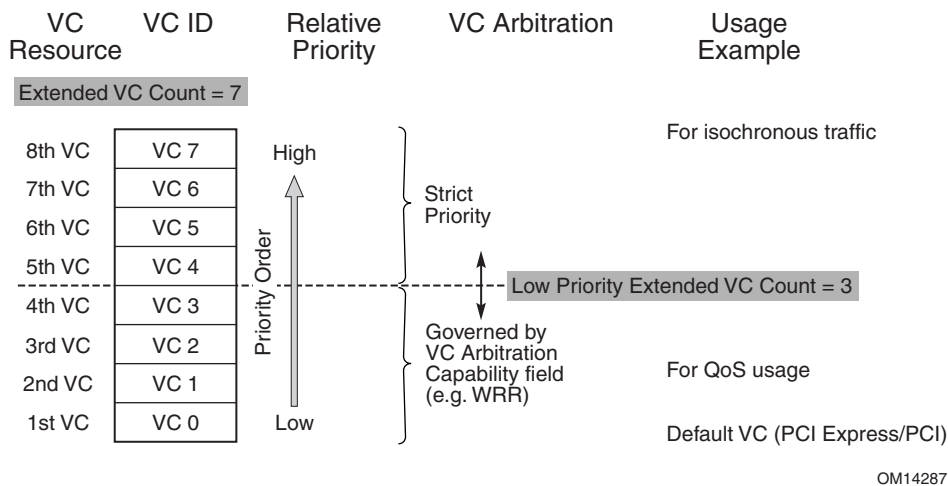 VC Resource
VC ID
Relative Priority
VC Arbitration
Usage Example
Extended VC Count = 7
For isochronous traffic
8th VC
VC 7
High
7th VC
VC 6
6th VC
VC 5
5th VC
VC 4
Strict
Priority
Priority Order
Low Priority Extended VC Count = 3
4th VC
VC 3
3rd VC
VC 2
2nd VC
VC 1
1st VC
VC 0
Low
Governed by
VC Arbitration
Capability field
(e.g. WRR)
For QoS usage
Default VC (PCI Express/PCI)
OM14287